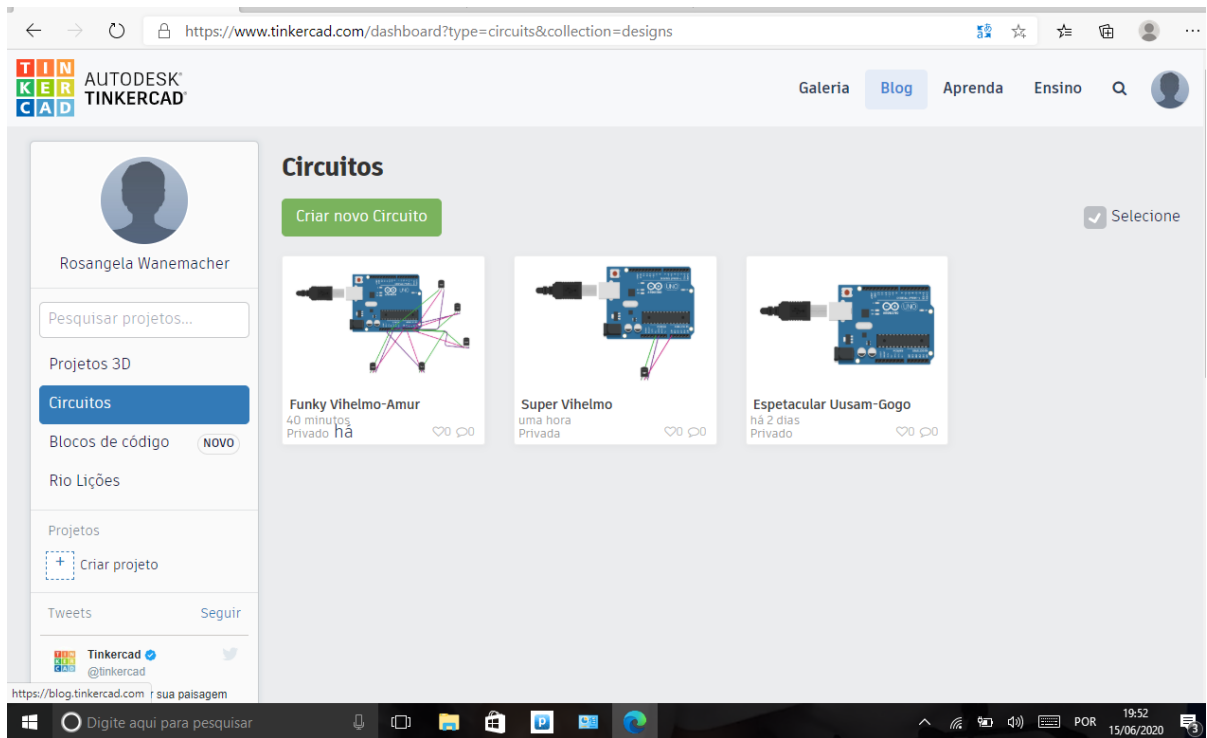 https://www.tinkercad.com/dashboard?type=circuits&collection=designs
TIN
KER
CAD
AUTODESK®
TINKERCAD®
Galeria Blog Aprenda Ensino
Rosangela Wanemacher
Pesquisar projetos...
Projetos 3D
Circuitos
Blocos de código NOVO
Rio Lições
Projetos
+ Criar projeto
Tweets Seguir
Tinkercad
@tinkercad
r sua paisagem
https://blog.tinkercad.com
Circuitos
Criar novo Circuito
Selecione
Funky Vihelmo-Amur
40 minutos
Privado há
0 0
Super Vihelmo
uma hora
Privada
0 0
Espetacular Uusam-Gogo
há 2 dias
Privado
0 0
Digite aqui para pesquisar
POR
19:52
15/06/2020
3